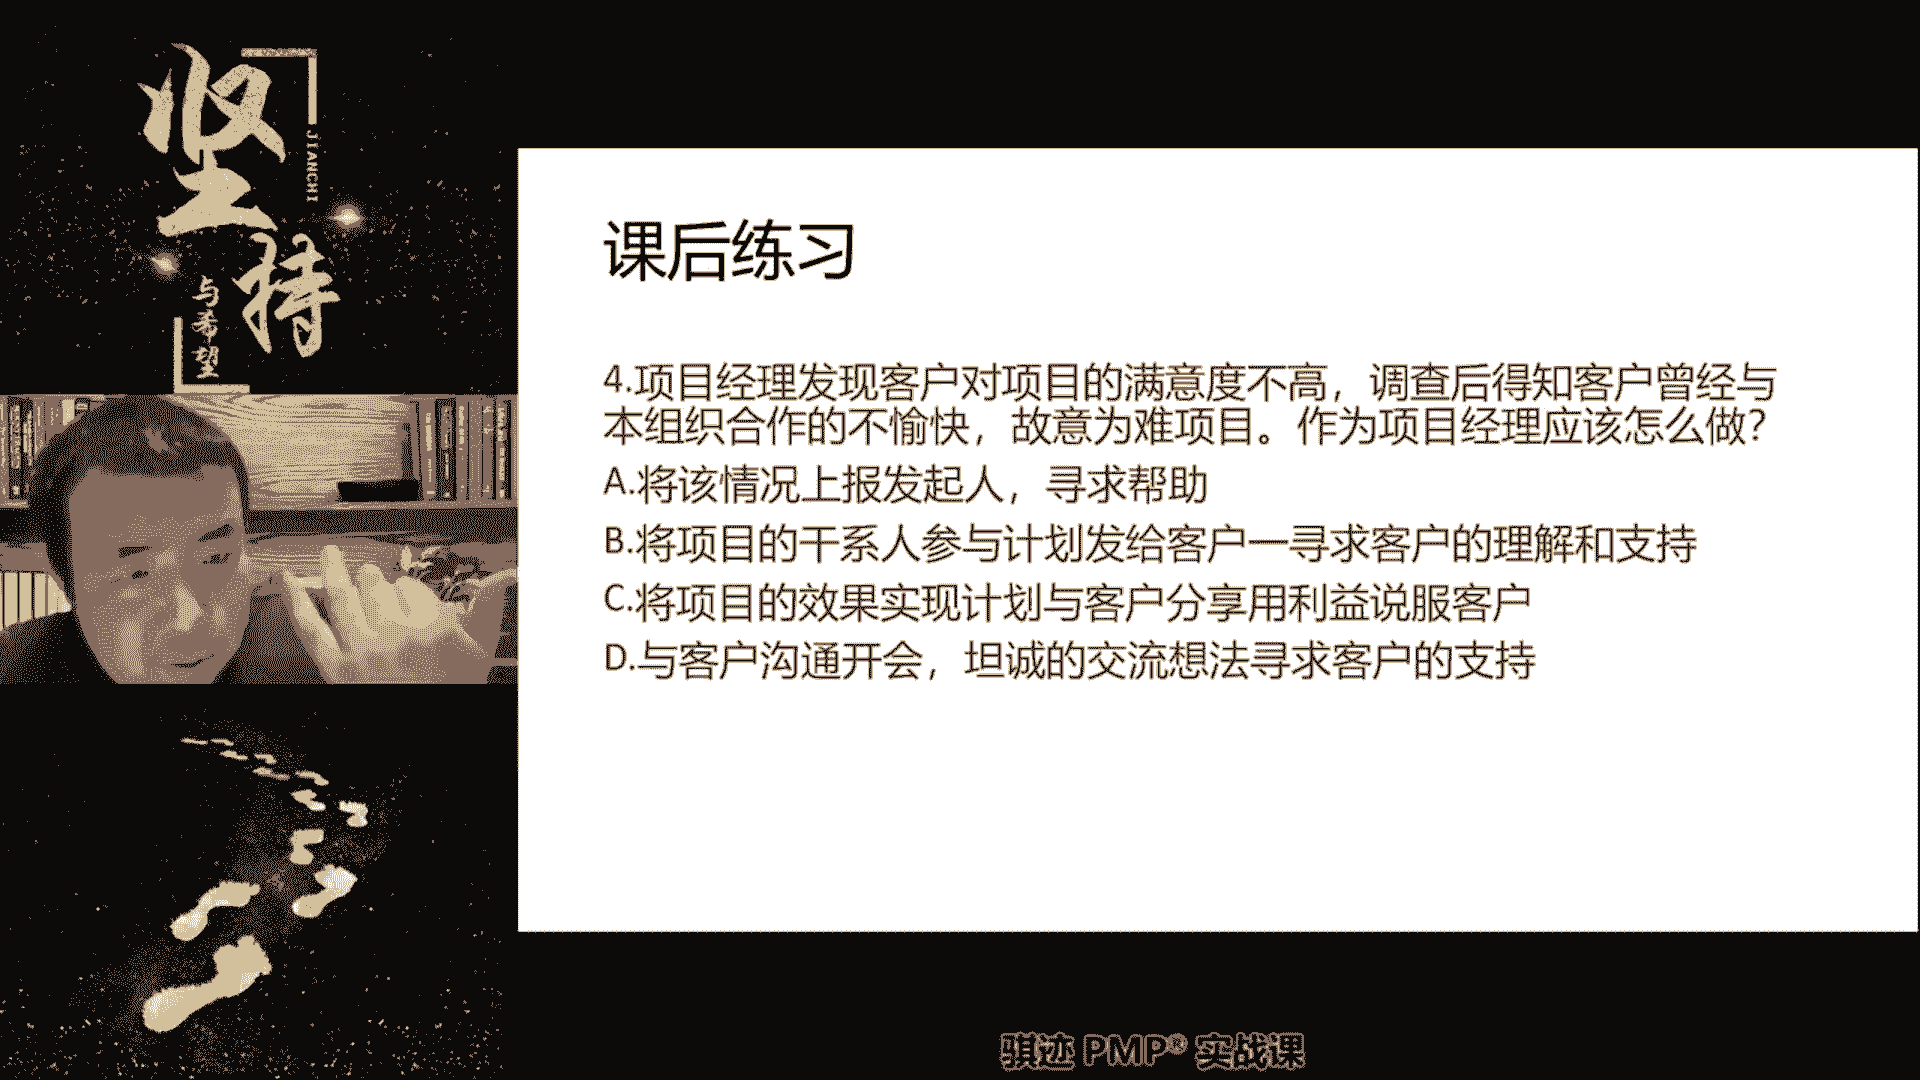 坚持
JIANCHI
与希望
课后练习
4.项目经理发现客户对项目的满意度不高，调查后得知客户曾经与
本组织合作的不愉快，故意为难项目。作为项目经理应该怎么做？
A.将该情况上报发起人，寻求帮助
B.将项目的干系人参与计划发给客户一寻求客户的理解和支持
C.将项目的效果实现计划与客户分享用利益说服客户
D.与客户沟通开会，坦诚的交流想法寻求客户的支持
骐迹 PMP® 实战课